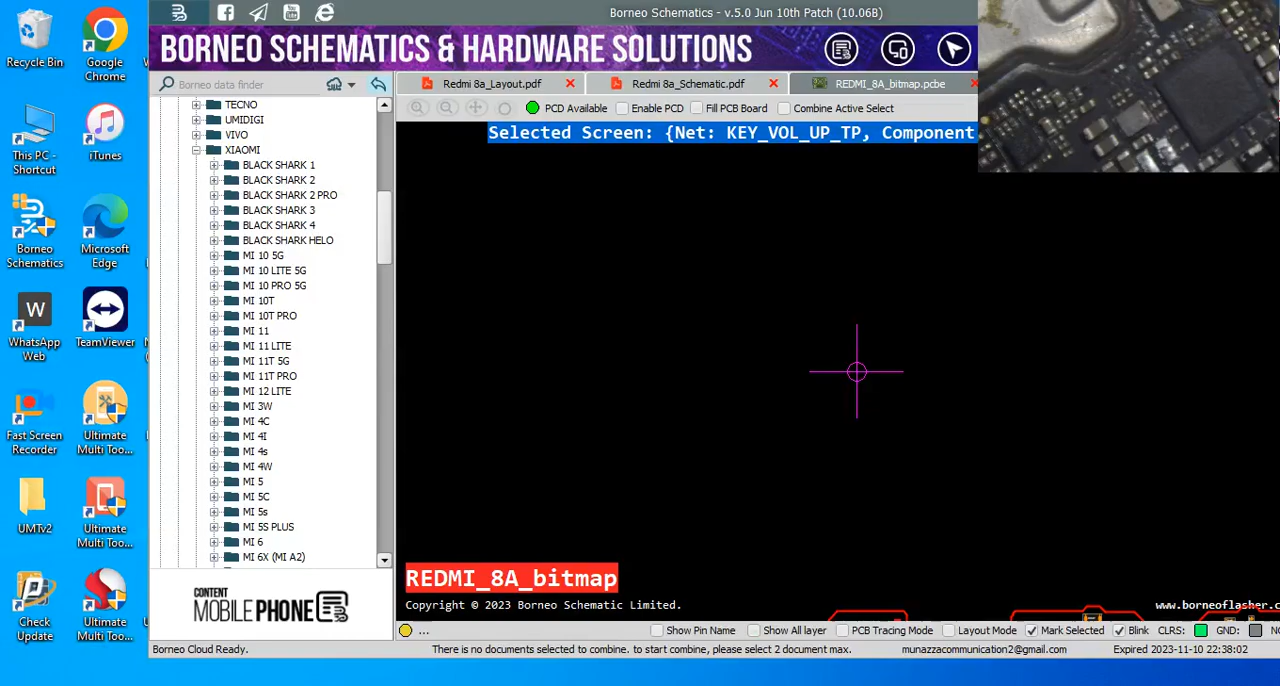 Recycle Bin
Google Chrome
This PC - Shortcut
iTunes
Borneo Schematics
Microsoft Edge
WhatsApp Web
TeamViewer
Fast Screen Recorder
Ultimate Multi Too...
UMTv2
Ultimate Multi Too...
Check Update
Ultimate Multi Too...
Borneo Schematics - v.5.0 Jun 10th Patch (10.06B)
BORNEO SCHEMATICS & HARDWARE SOLUTIONS
Borneo data finder
Redmi 8a_Layout.pdf
Redmi 8a_Schematic.pdf
REDMI_8A_bitmap.pcbe
PCD Available
Enable PCD
Fill PCB Board
Combine Active Select
Selected Screen: {Net: KEY_VOL_UP_TP, Component
TECNO
UMIDIGI
VIVO
XIAOMI
BLACK SHARK 1
BLACK SHARK 2
BLACK SHARK 2 PRO
BLACK SHARK 3
BLACK SHARK 4
BLACK SHARK HELO
MI 10 5G
MI 10 LITE 5G
MI 10 PRO 5G
MI 10T
MI 10T PRO
MI 11
MI 11 LITE
MI 11T 5G
MI 11T PRO
MI 12 LITE
MI 3W
MI 4C
MI 4I
MI 4s
MI 4W
MI 5
MI 5C
MI 5s
MI 5S PLUS
MI 6
MI 6X (MI A2)
CONTENT
MOBILE PHONE
REDMI_8A_bitmap
Copyright © 2023 Borneo Schematic Limited.
www.borneoflasher.c
...
Show Pin Name
Show All layer
PCB Tracing Mode
Layout Mode
Mark Selected
Blink
CLRS:
GND:
Borneo Cloud Ready.
There is no documents selected to combine. to start combine, please select 2 document max.
munazzacommunication2@gmail.com
Expired 2023-11-10 22:38:02